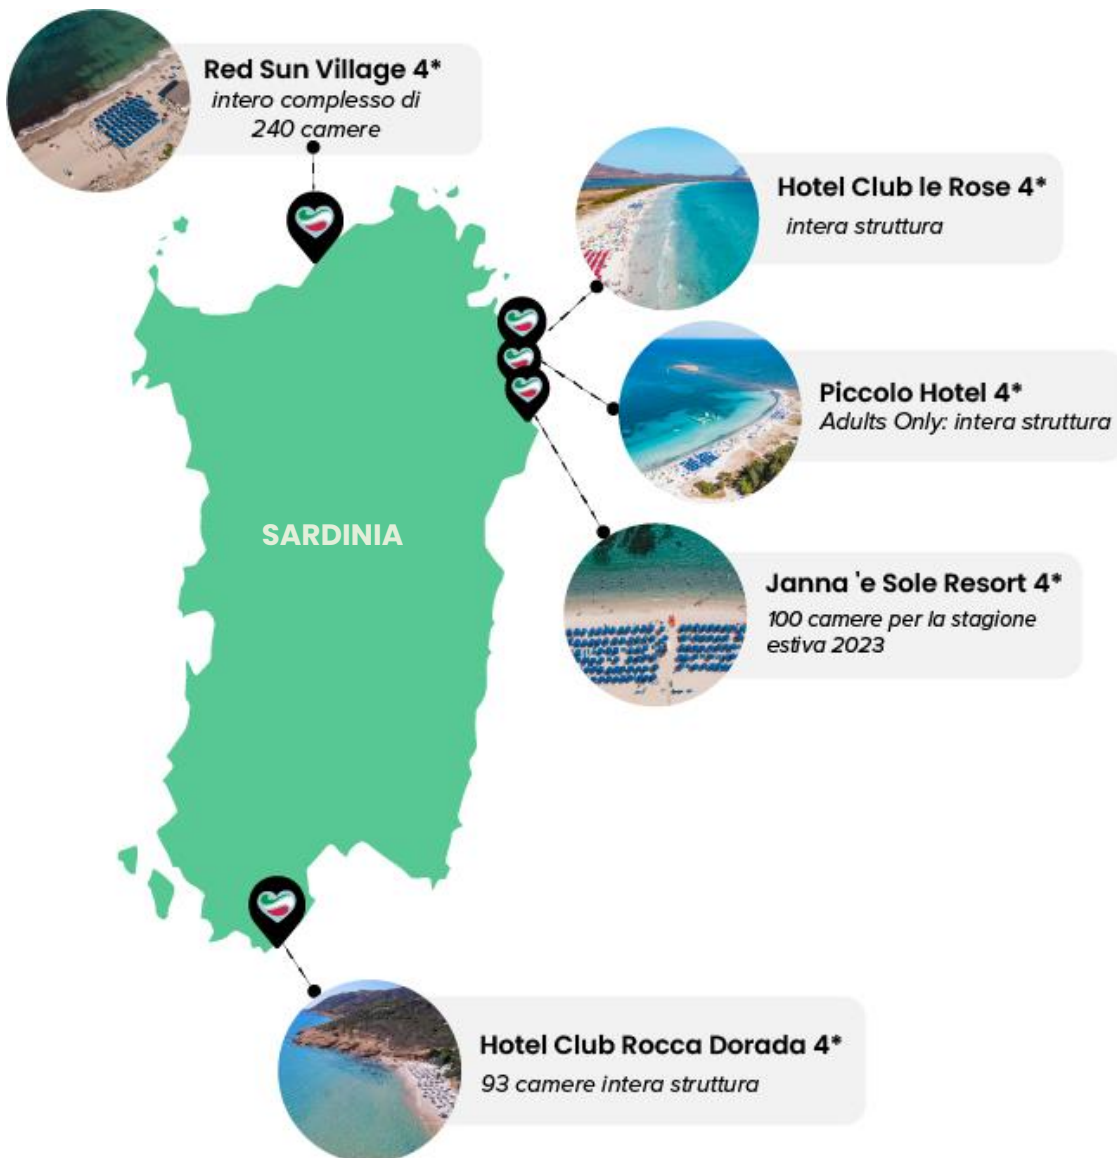 Red Sun Village 4*
intero complesso di
240 camere
Hotel Club le Rose 4*
intera struttura
Piccolo Hotel 4*
Adults Only: intera struttura
SARDINIA
Janna 'e Sole Resort 4*
100 camere per la stagione
estiva 2023
Hotel Club Rocca Dorada 4*
93 camere intera struttura